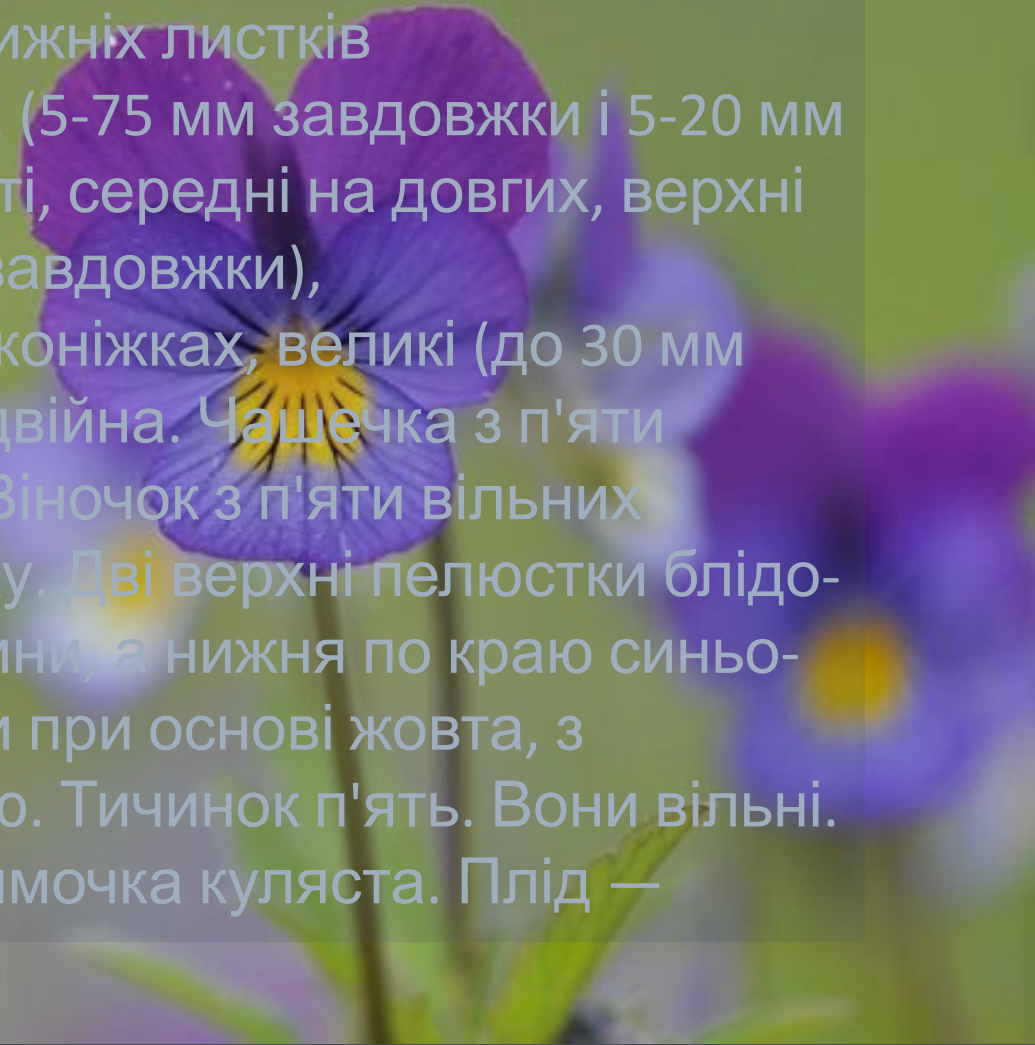 ижніх листків
(5-75 мм завдовжки і 5-20 мм
ті, середні на довгих, верхні
завдовжки),
коніжках, великі (до 30 мм
двійна. Чашечка з п'яти
Віночок з п'яти вільних
у. Дві верхні пелюстки блідо-
ини, а нижня по краю синьо-
и при основі жовта, з
ю. Тичинок п'ять. Вони вільні.
имочка куляста. Плід —